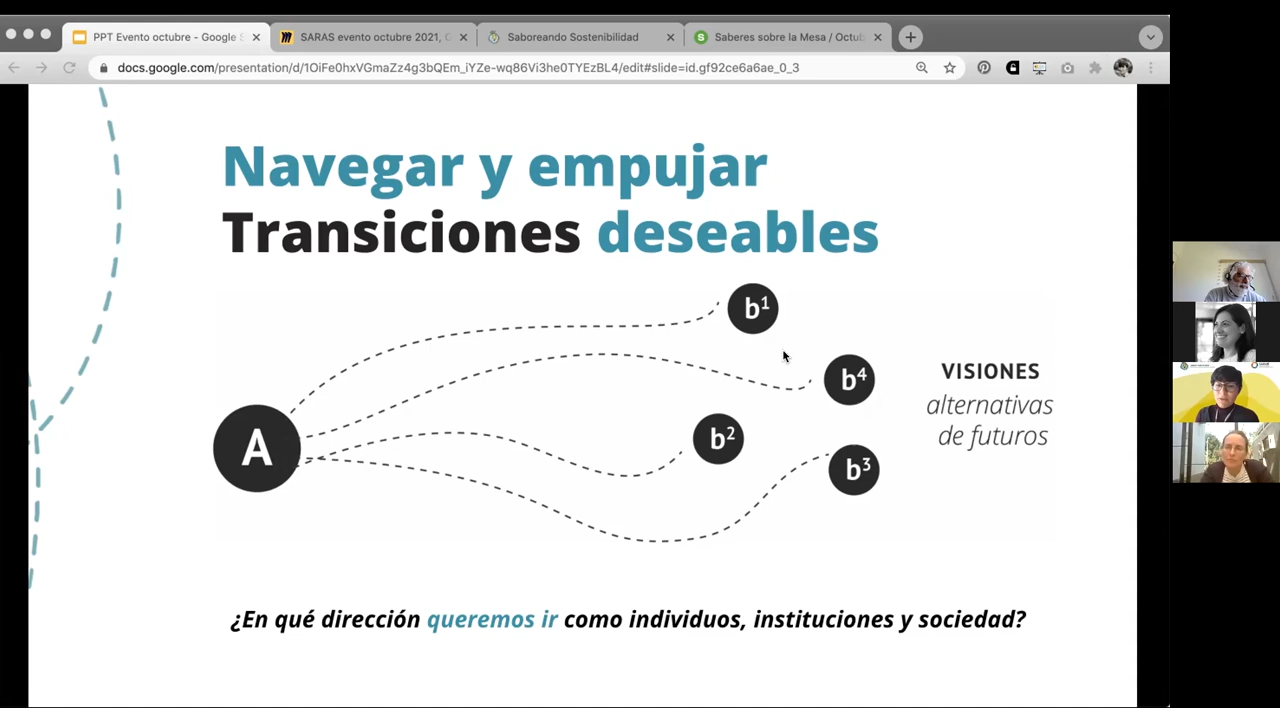 PPT Evento octubre - Google S
SARAS evento octubre 2021, C
Saboreando Sostenibilidad
Saberes sobre la Mesa / Octu
docs.google.com/presentation/d/1OiFe0hxVGmaZz4g3bQEm_iYZe-wq86Vi3he0TYEzBL4/edit#slide=id.gf92ce6a6ae_0_3
Navegar y empujar
Transiciones deseables
b¹
b⁴
A
b²
b³
VISIONES
alternativas
de futuros
¿En qué dirección queremos ir como individuos, instituciones y sociedad?